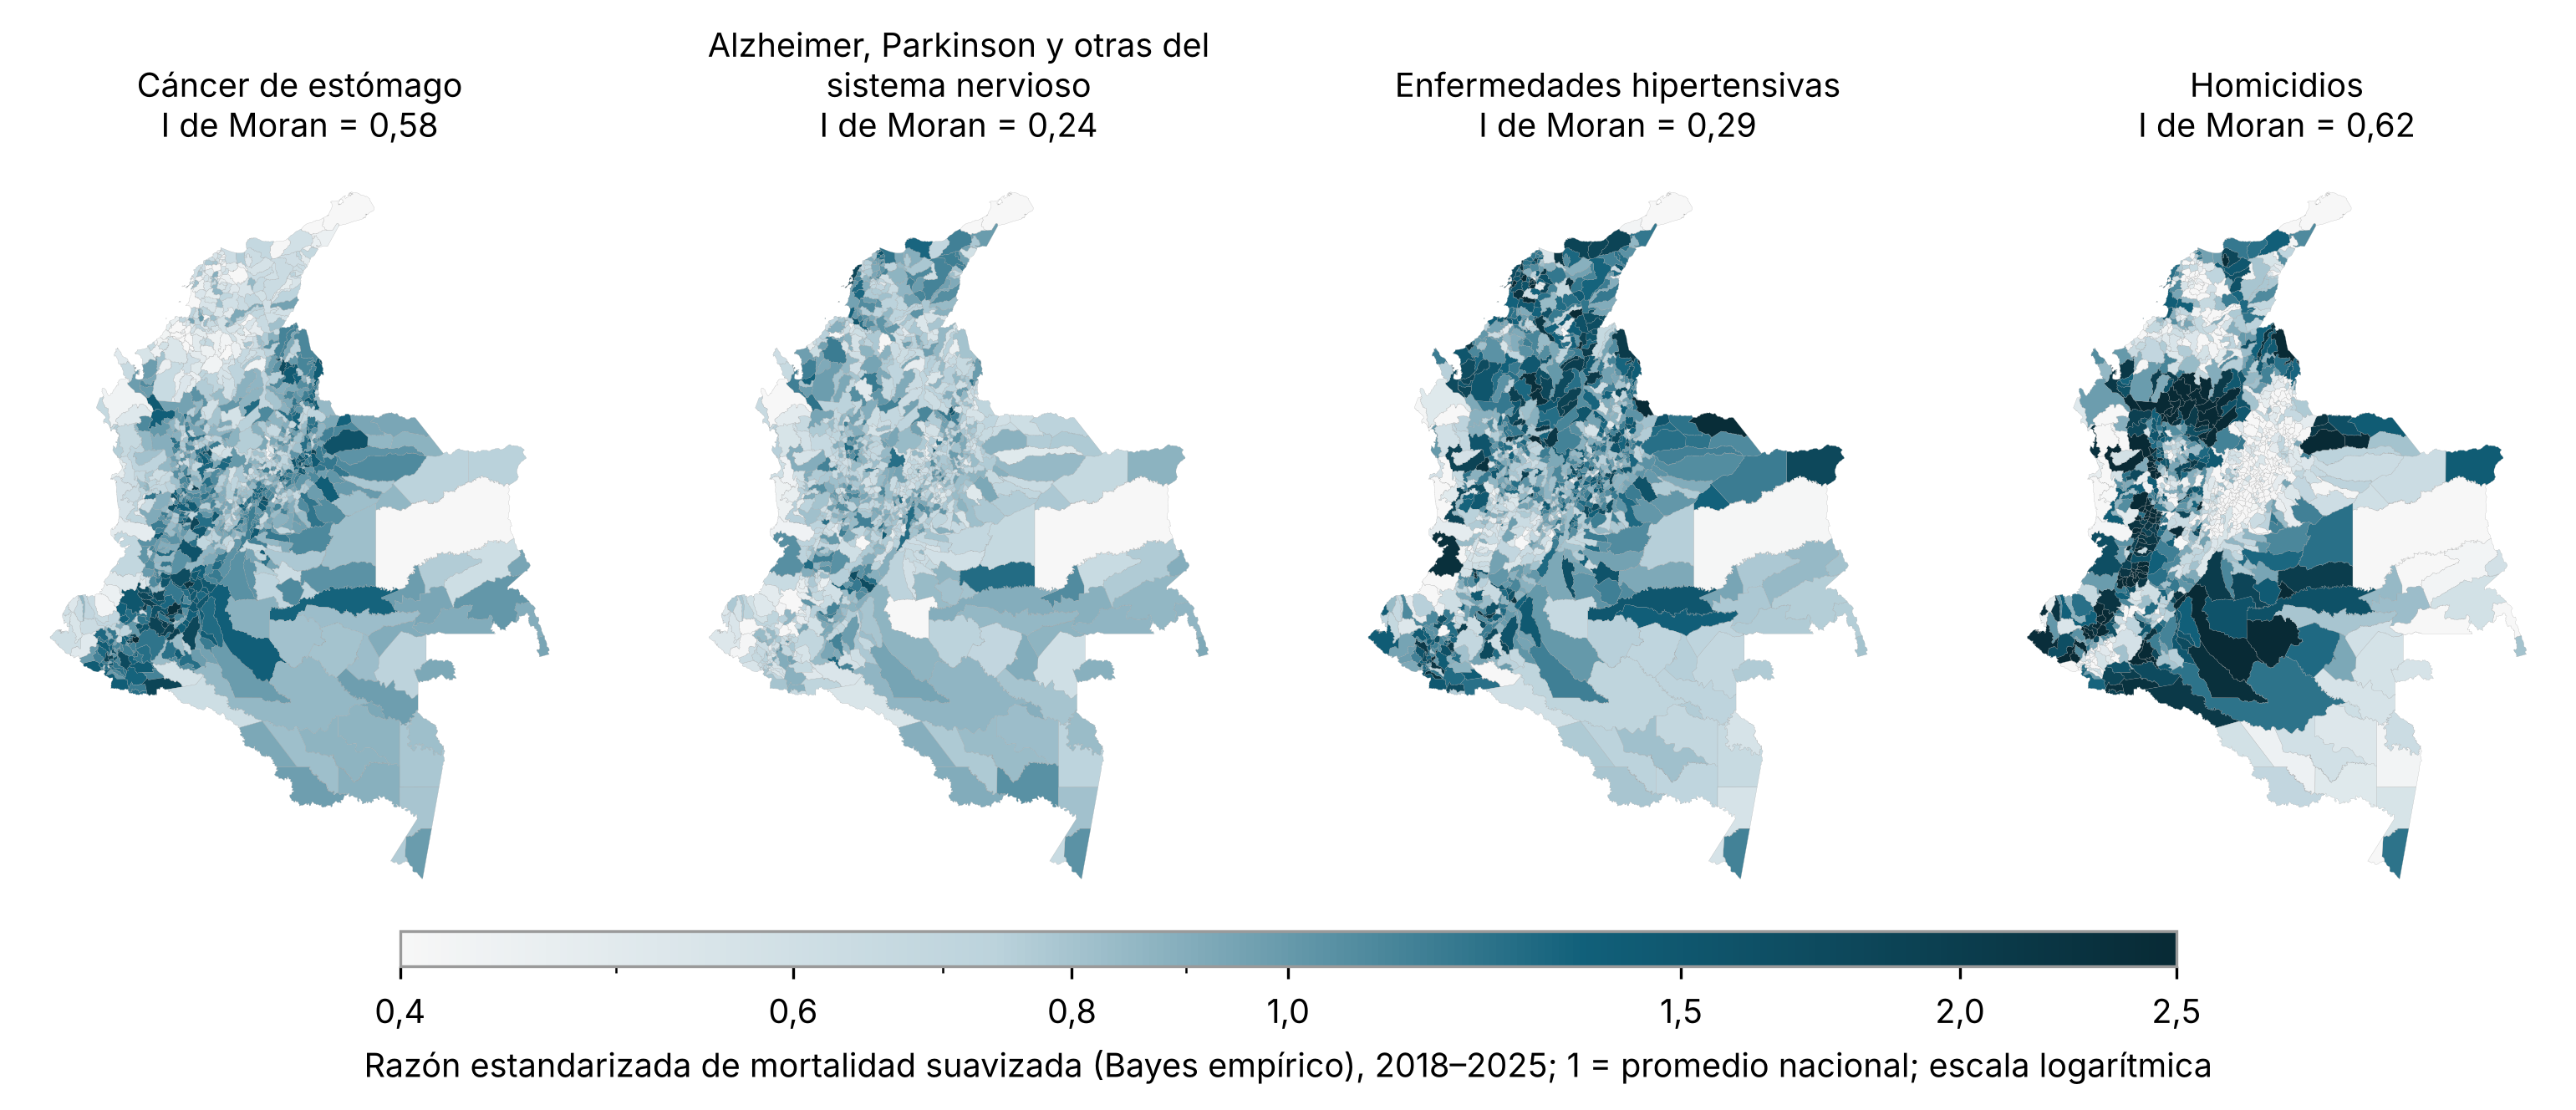 Cáncer de estómago
I de Moran = 0,58
Alzheimer, Parkinson y otras del
sistema nervioso
I de Moran = 0,24
Enfermedades hipertensivas
I de Moran = 0,29
Homicidios
I de Moran = 0,62
0,4 0,6 0,8 1,0 1,5 2,0 2,5
Razón estandarizada de mortalidad suavizada (Bayes empírico), 2018–2025; 1 = promedio nacional; escala logarítmica